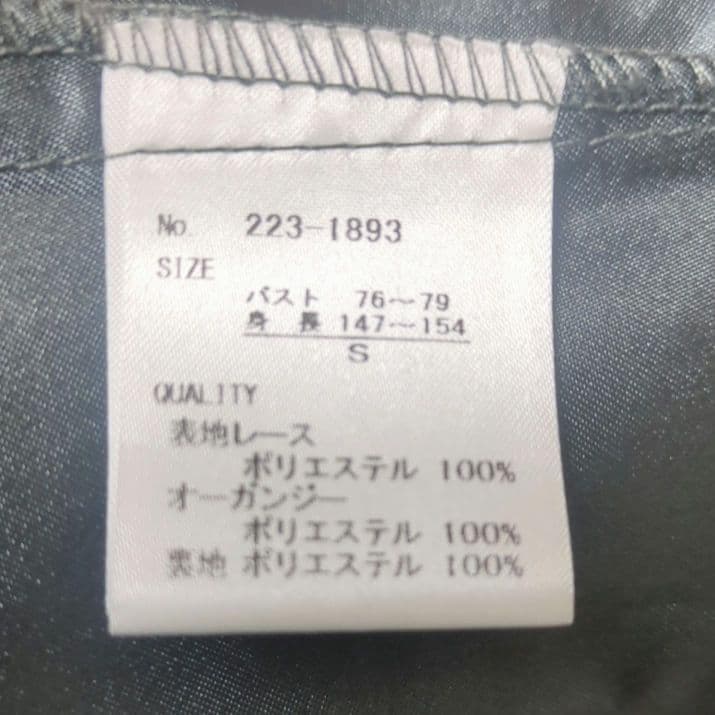 No. 223-1893
SIZE
バスト 76～79
身長 147～154
S
QUALITY
表地レース
ポリエステル 100%
オーガンジー
ポリエステル 100%
裏地 ポリエステル 100%